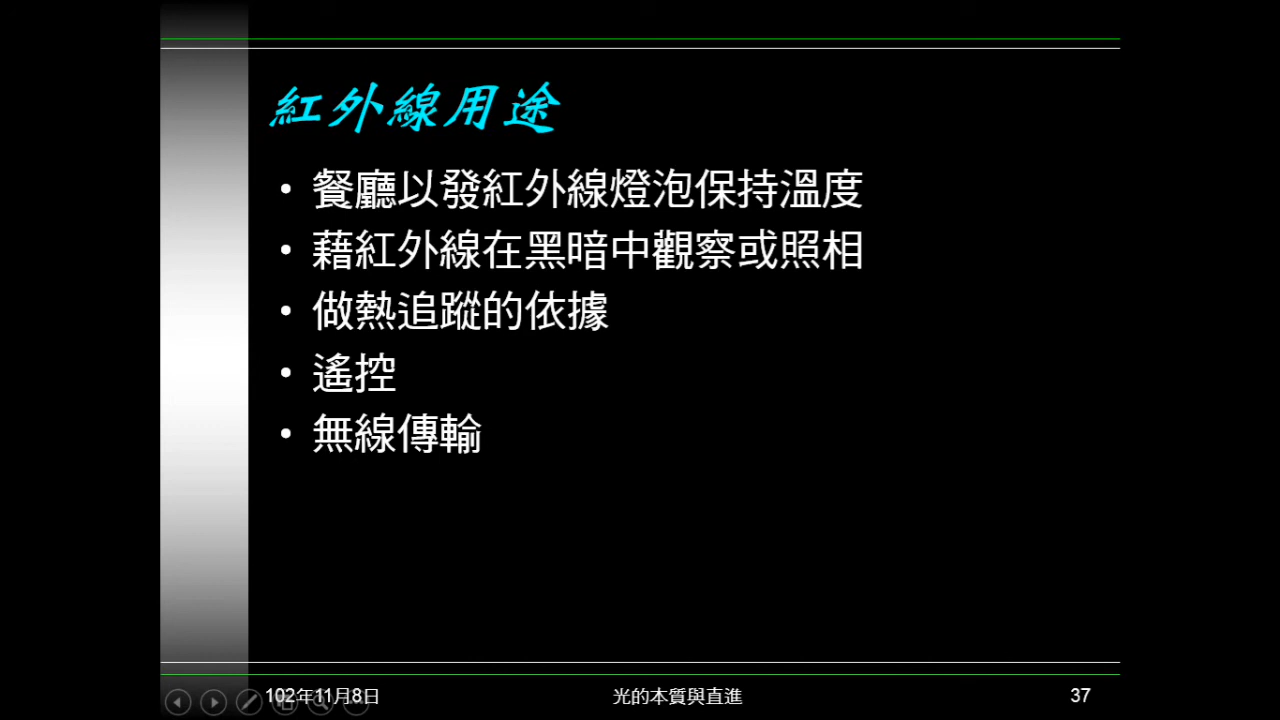 紅外線用途
• 餐廳以發紅外線燈泡保持溫度
• 藉紅外線在黑暗中觀察或照相
• 做熱追蹤的依據
• 遙控
• 無線傳輸
102年11月8日
光的本質與直進
37